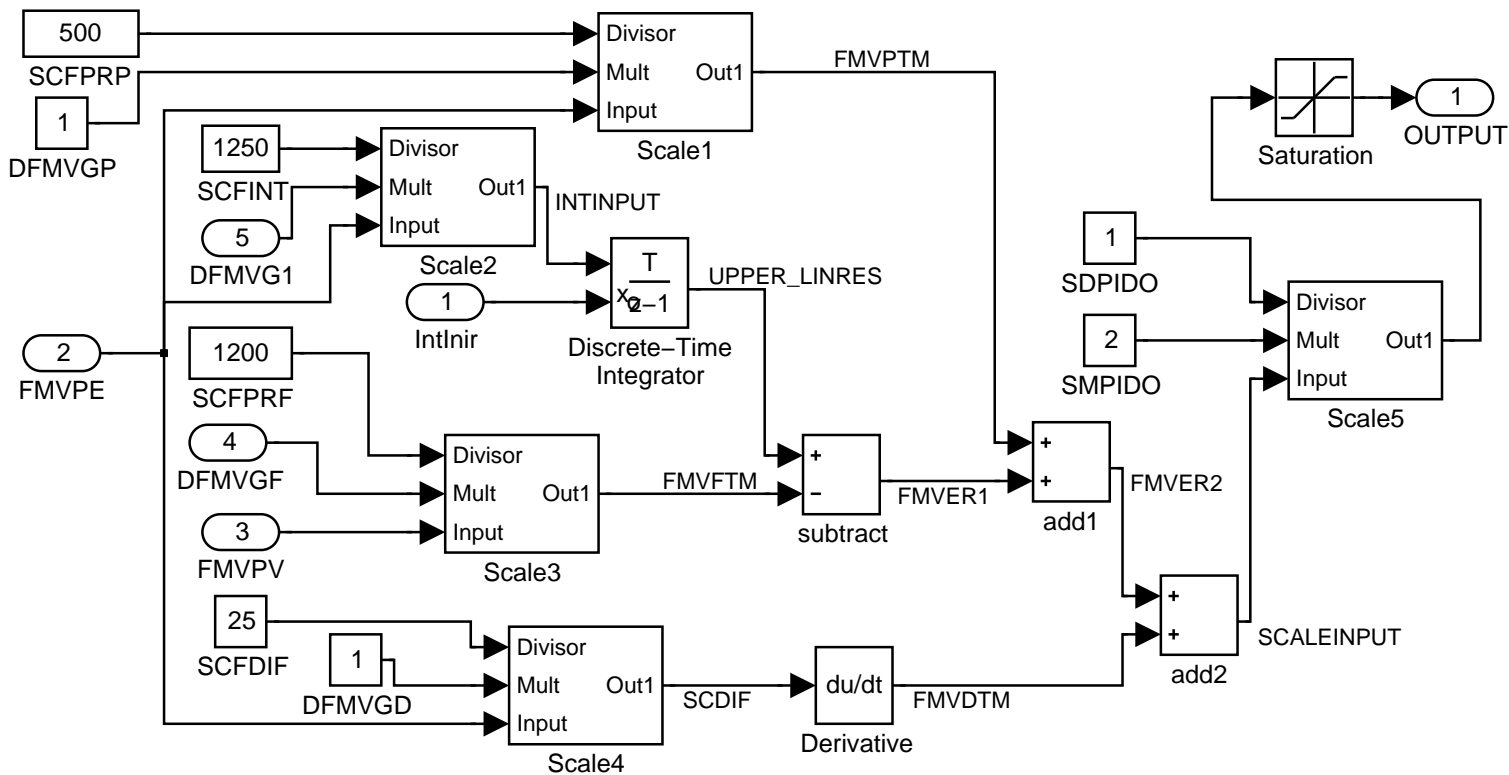 500
SCFPRP
1
DFMVGP
Divisor
Mult
Input
Out1
Scale1
FMVPTM
1250
SCFINT
5
DFMVG1
Divisor
Mult
Input
Out1
Scale2
INTINPUT
1
IntInir
T
z−1
xo
Discrete−Time
Integrator
UPPER_LINRES
2
FMVPE
1200
SCFPRF
4
DFMVGF
3
FMVPV
Divisor
Mult
Input
Out1
Scale3
FMVFTM
+
−
subtract
FMVER1
+
+
add1
FMVER2
25
SCFDIF
1
DFMVGD
Divisor
Mult
Input
Out1
Scale4
SCDIF
du/dt
Derivative
FMVDTM
+
+
add2
SCALEINPUT
1
SDPIDO
2
SMPIDO
Divisor
Mult
Input
Out1
Scale5
Saturation
1
OUTPUT